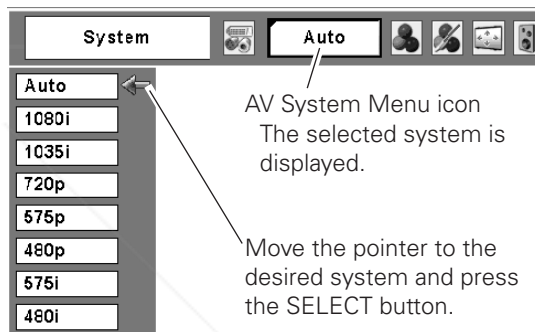 System
Auto
Auto
1080i
1035i
720p
575p
480p
575i
480i
AV System Menu icon
The selected system is
displayed.
Move the pointer to the
desired system and press
the SELECT button.